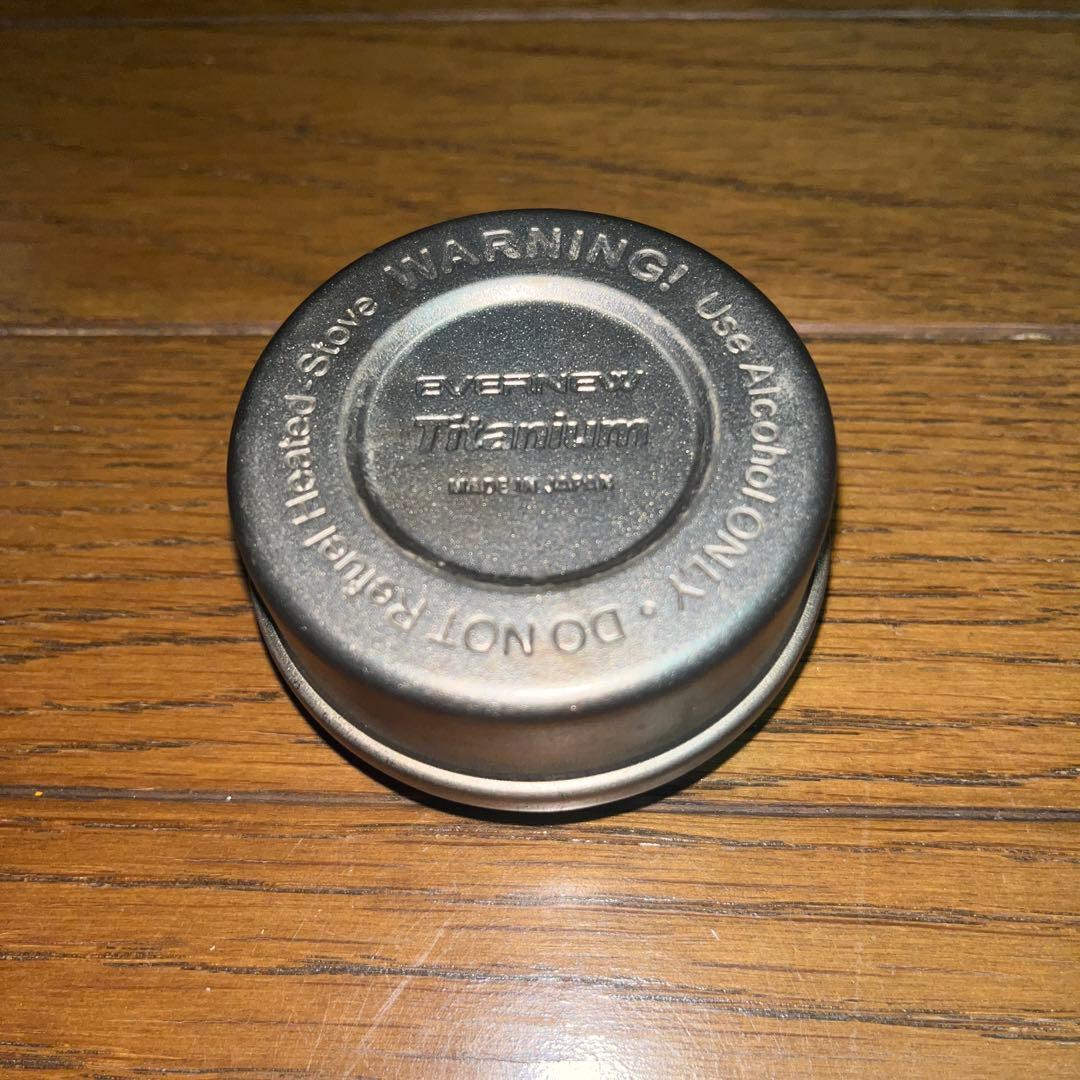 WARNING! Use Alcohol ONLY • DO NOT Refuel Heated-Stove
EVERNEW
Titanium
MADE IN JAPAN